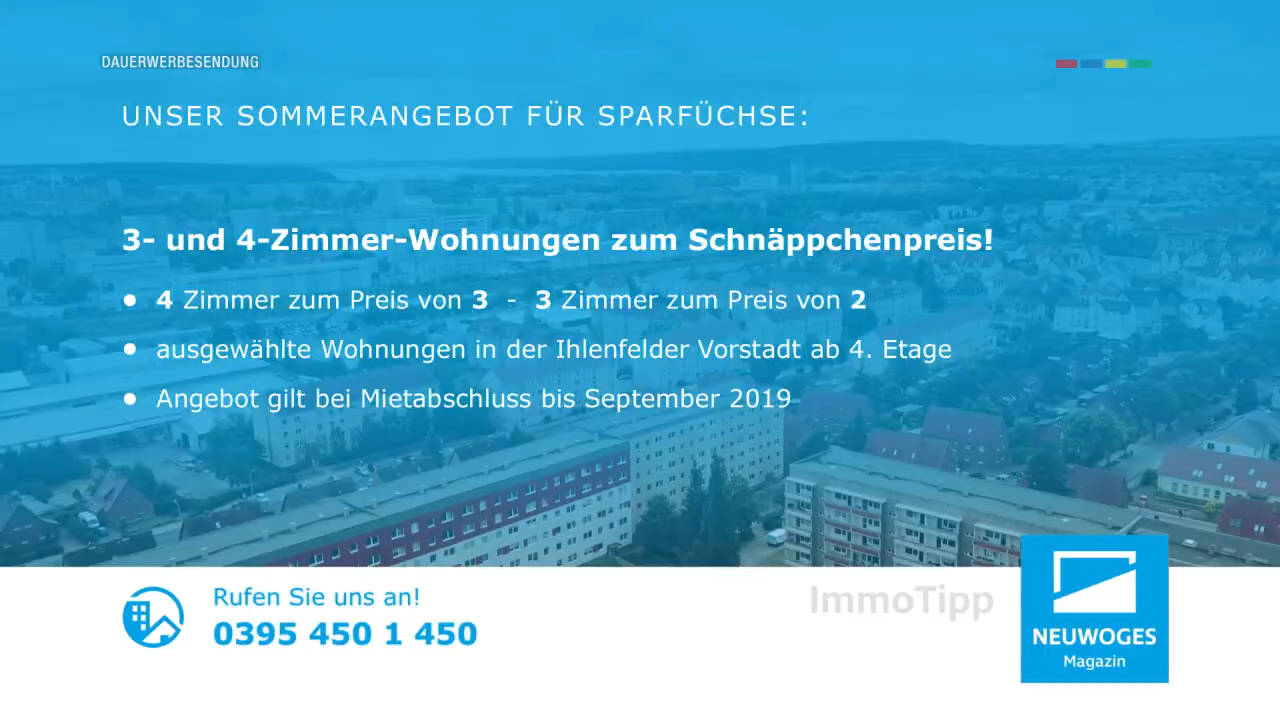 DAUERWERBESENDUNG
UNSER SOMMERANGEBOT FÜR SPARFÜCHSE:
3- und 4-Zimmer-Wohnungen zum Schnäppchenpreis!
● 4 Zimmer zum Preis von 3 - 3 Zimmer zum Preis von 2
● ausgewählte Wohnungen in der Ihlenfelder Vorstadt ab 4. Etage
● Angebot gilt bei Mietabschluss bis September 2019
Rufen Sie uns an!
0395 450 1 450
ImmoTipp
NEUWOGES
Magazin